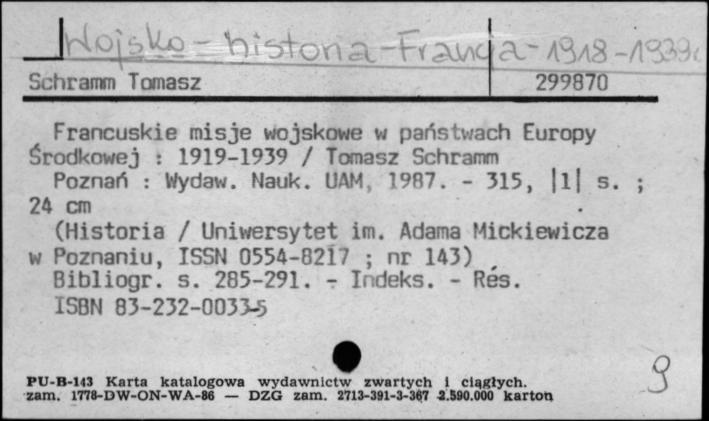 Wojsko - historia - Francja - 1918-1939r.
Schramm Tomasz 299870
Francuskie misje wojskowe w państwach Europy
Środkowej : 1919-1939 / Tomasz Schramm
Poznań : Wydaw. Nauk. UAM, 1987. - 315, |1| s. ;
24 cm
(Historia / Uniwersytet im. Adama Mickiewicza
w Poznaniu, ISSN 0554-8217 ; nr 143)
Bibliogr. s. 285-291. - Indeks. - Rés.
ISBN 83-232-0033-5
PU-B-143 Karta katalogowa wydawnictw zwartych i ciągłych.
zam. 1778-DW-ON-WA-86 — DZG zam. 2713-391-3-367 2.590.000 karton
9